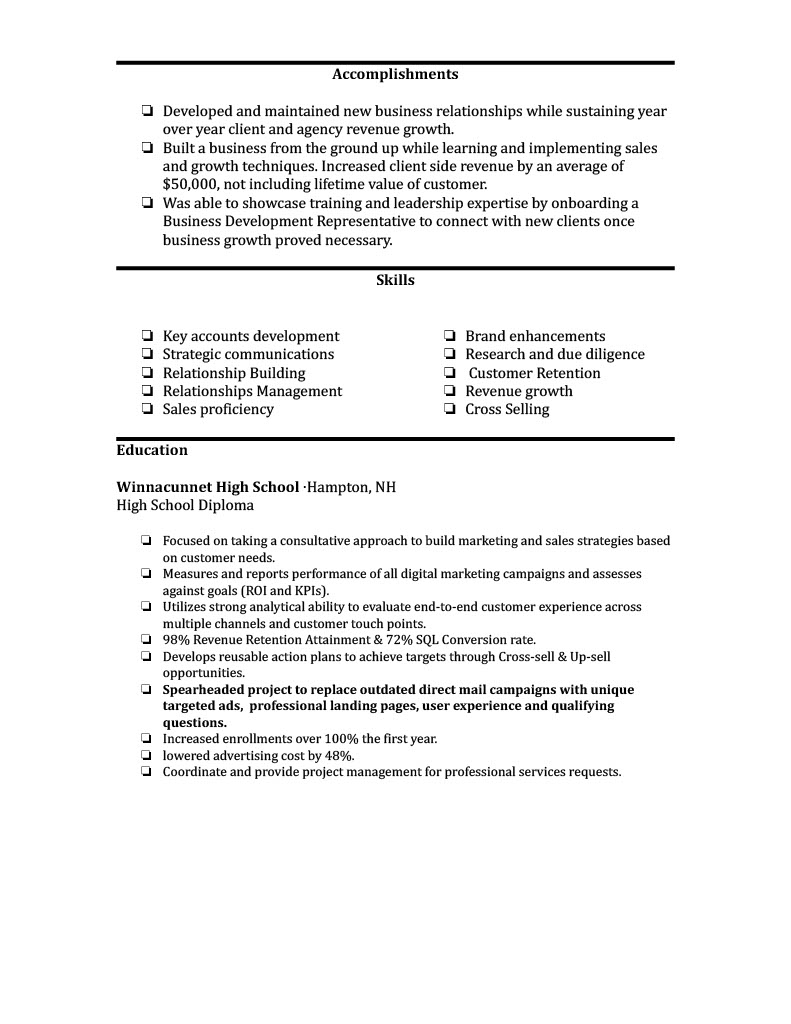 Accomplishments
❏ Developed and maintained new business relationships while sustaining year
over year client and agency revenue growth.
❏ Built a business from the ground up while learning and implementing sales
and growth techniques. Increased client side revenue by an average of
$50,000, not including lifetime value of customer.
❏ Was able to showcase training and leadership expertise by onboarding a
Business Development Representative to connect with new clients once
business growth proved necessary.
Skills
❏ Key accounts development
❏ Strategic communications
❏ Relationship Building
❏ Relationships Management
❏ Sales proficiency
❏ Brand enhancements
❏ Research and due diligence
❏ Customer Retention
❏ Revenue growth
❏ Cross Selling
Education
Winnacunnet High School ·Hampton, NH
High School Diploma
❏ Focused on taking a consultative approach to build marketing and sales strategies based
on customer needs.
❏ Measures and reports performance of all digital marketing campaigns and assesses
against goals (ROI and KPIs).
❏ Utilizes strong analytical ability to evaluate end-to-end customer experience across
multiple channels and customer touch points.
❏ 98% Revenue Retention Attainment & 72% SQL Conversion rate.
❏ Develops reusable action plans to achieve targets through Cross-sell & Up-sell
opportunities.
❏ Spearheaded project to replace outdated direct mail campaigns with unique
targeted ads,  professional landing pages, user experience and qualifying
questions.
❏ Increased enrollments over 100% the first year.
❏ lowered advertising cost by 48%.
❏ Coordinate and provide project management for professional services requests.